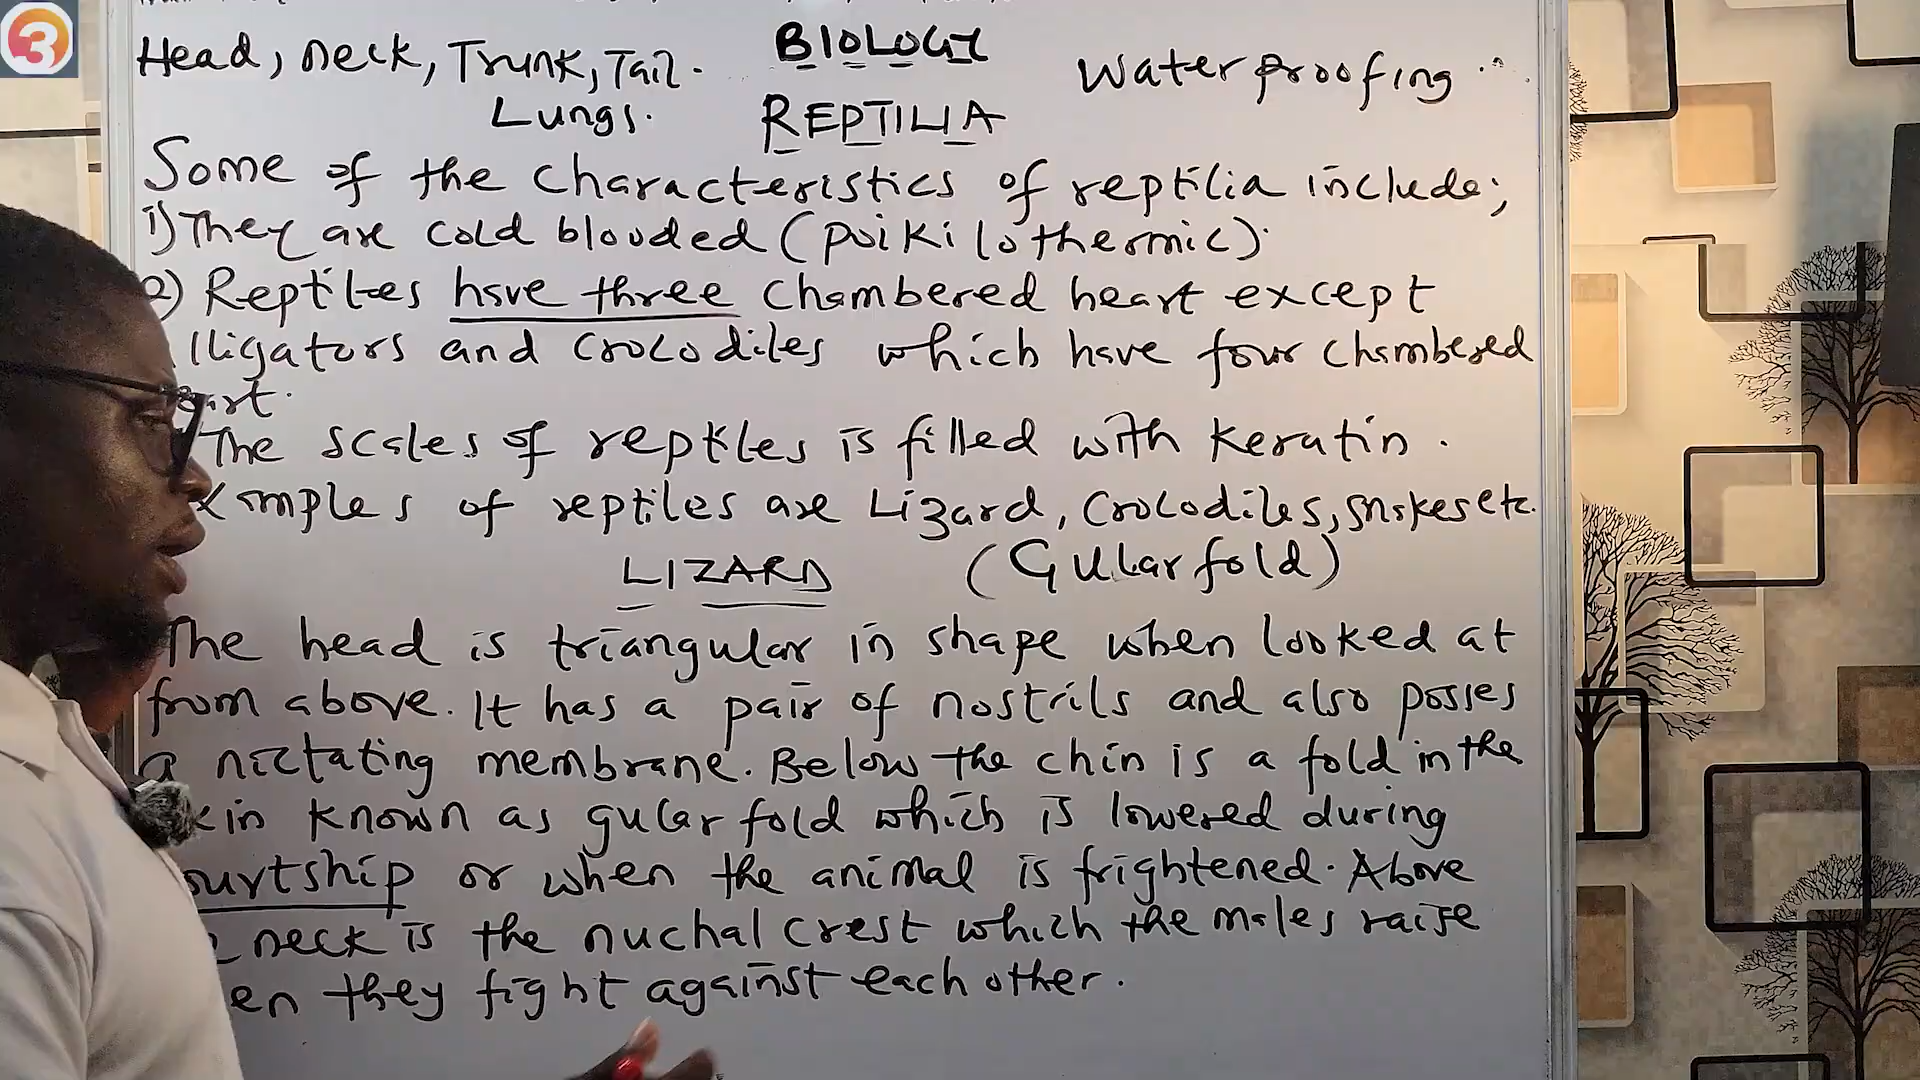 3
Head, neck, Trunk, Tail.
BIOLOGY
Waterproofing
Lungs.
REPTILIA
Some of the characteristics of reptilia include;
1) They are cold blooded (poikilothermic).
2) Reptiles have three chambered heart except
lligators and crocodiles which have four chambered
art.
The scales of reptiles is filled with keratin.
xamples of reptiles are Lizard, crocodiles, snakes etc.
LIZARD
(Gular fold)
The head is triangular in shape when looked at
from above. It has a pair of nostrils and also posses
a nictating membrane. Below the chin is a fold in the
kin known as gular fold which is lowered during
ourtship or when the animal is frightened. Above
neck is the nuchal crest which the males raise
en they fight against each other.